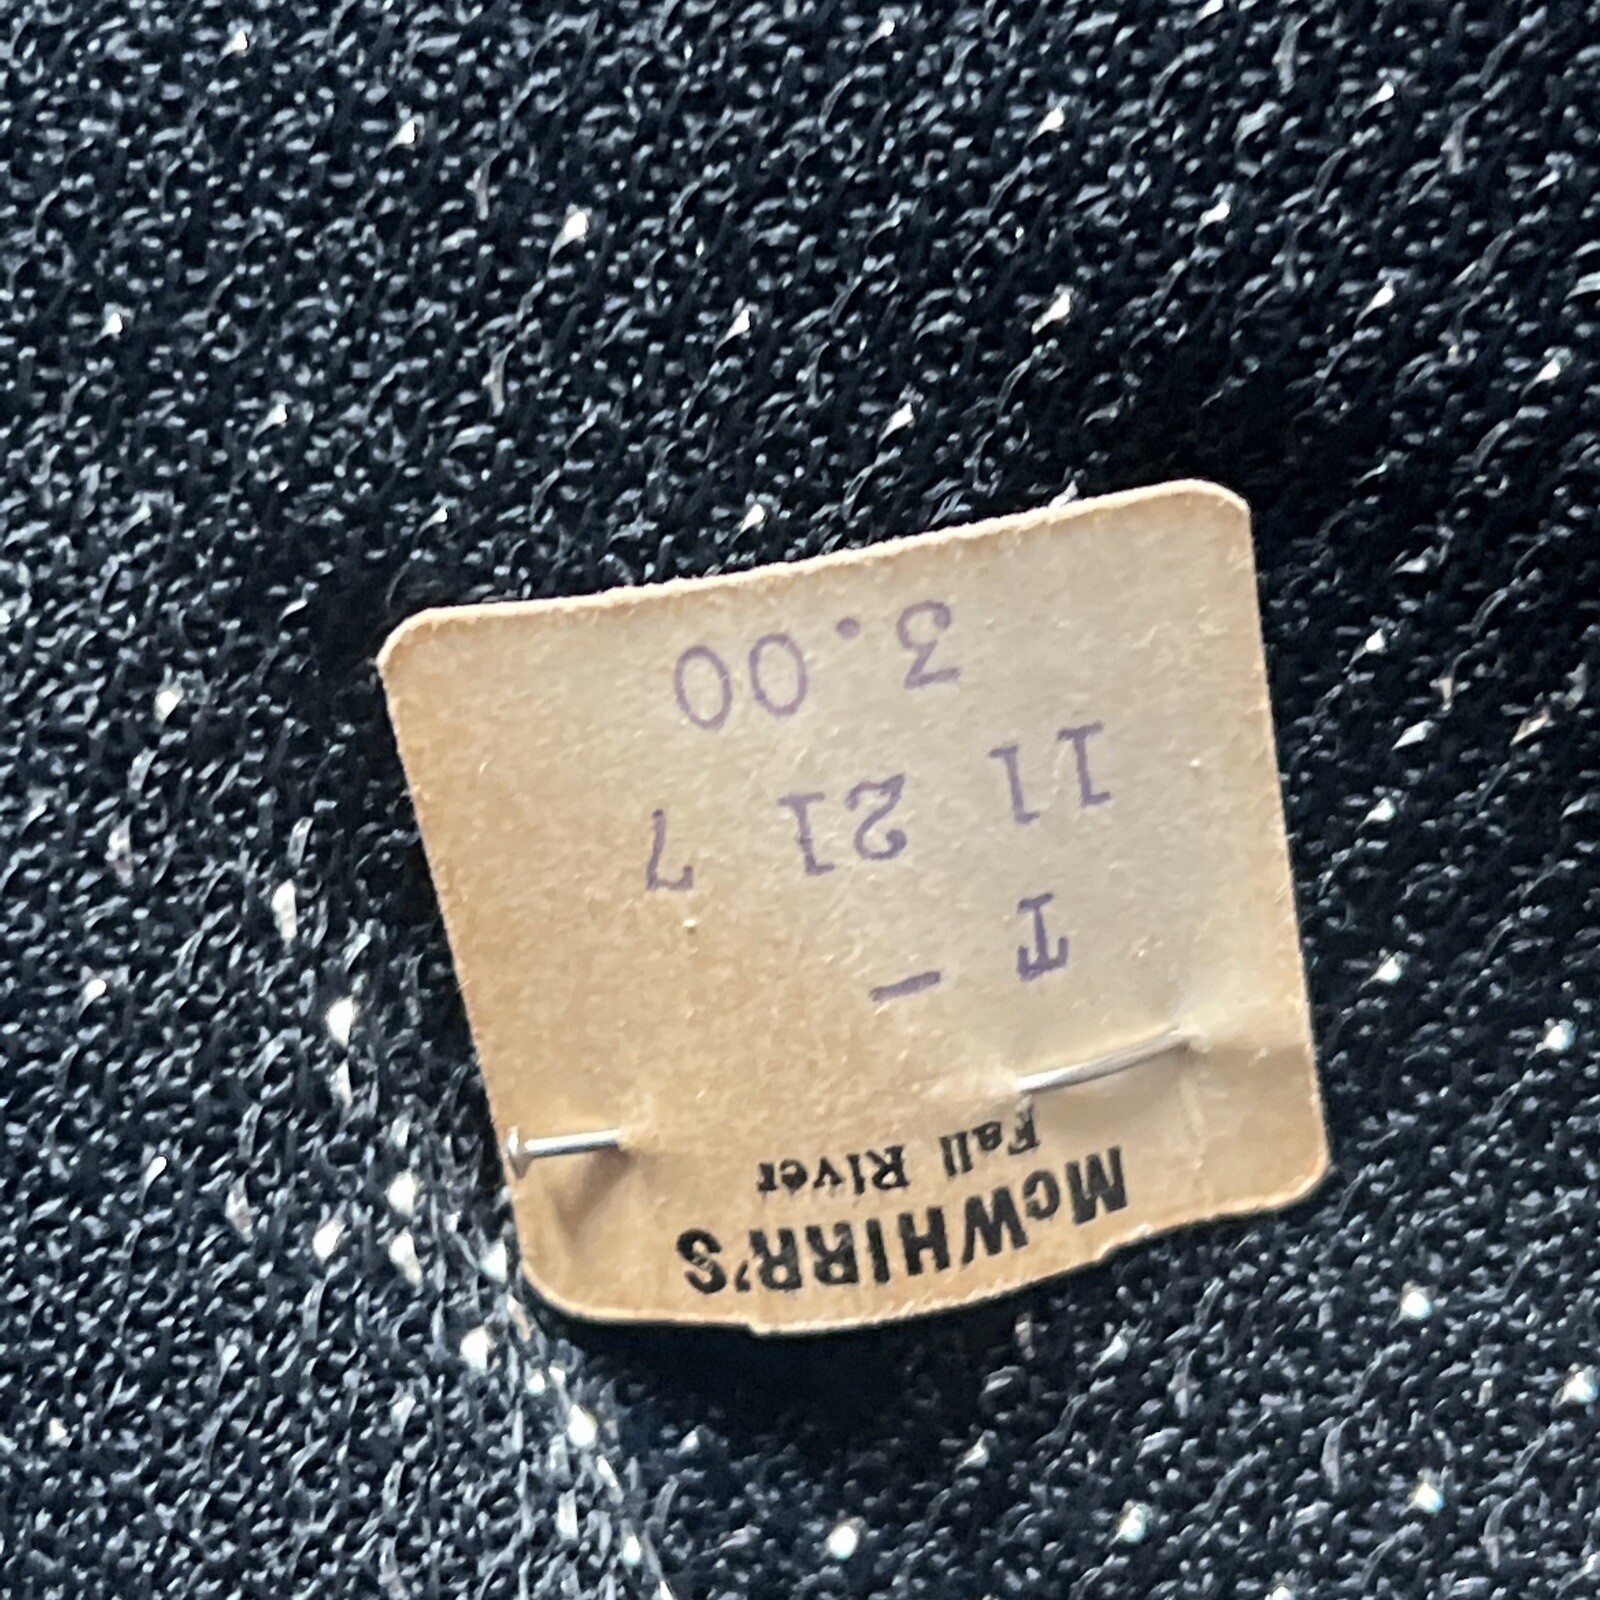 McWHIRR'S
Fall River
T -
11 21 7
3.00